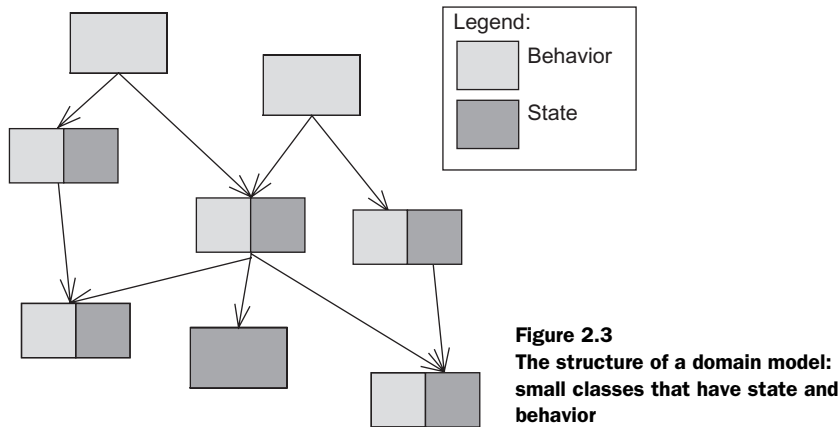 Legend:
Behavior
State
Figure 2.3
The structure of a domain model:
small classes that have state and
behavior